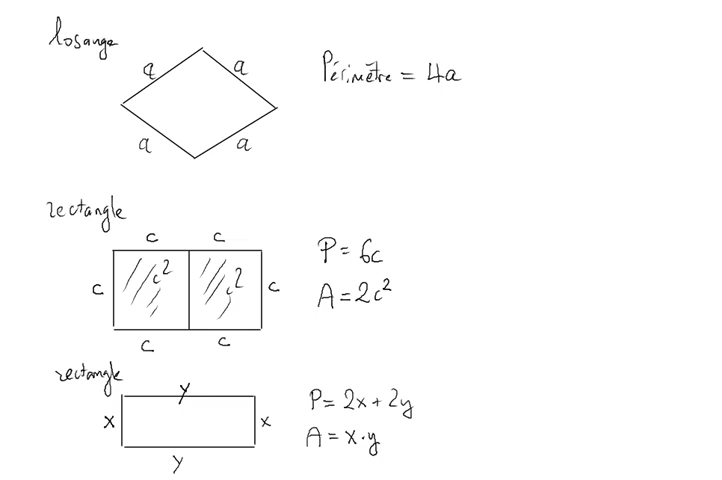 losange
a a
Périmètre = 4a
a a
rectangle
c c
P = 6c
c c² c² c
A = 2c²
c c
rectangle
y
P = 2x + 2y
x x
A = x·y
y